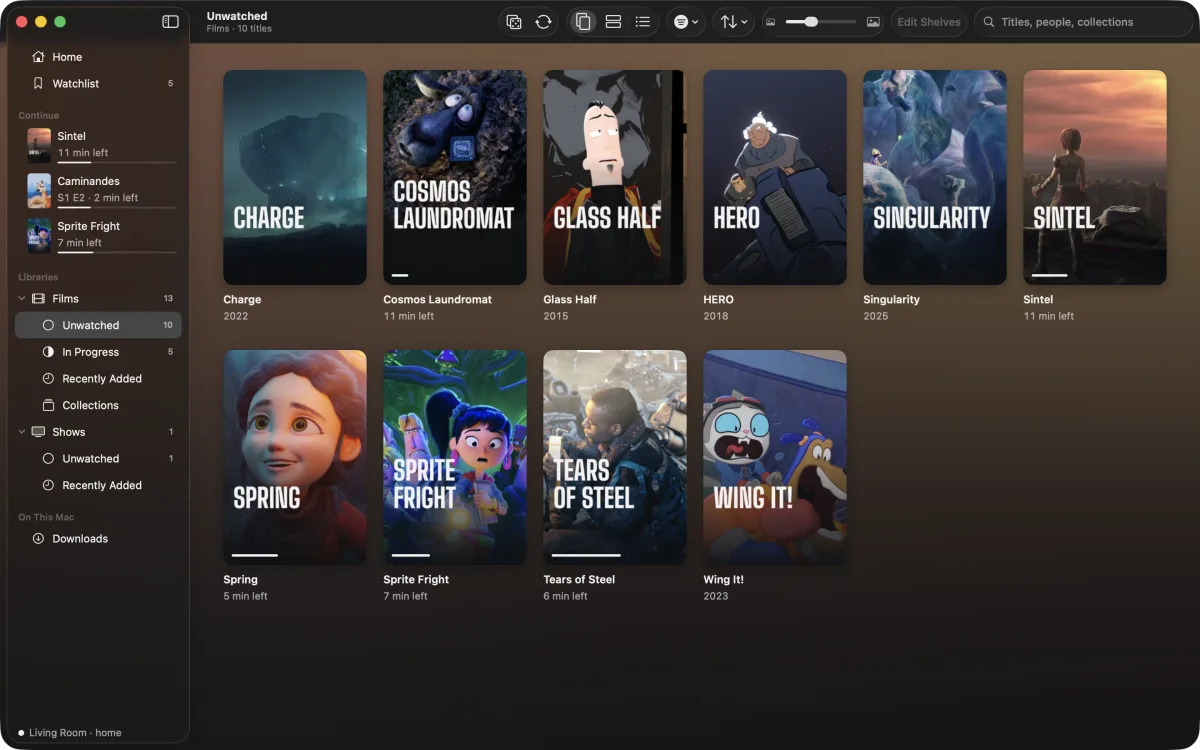 Unwatched
Films · 10 titles
Edit Shelves
Titles, people, collections
Home
Watchlist 5
Continue
Sintel
11 min left
Caminandes
S1 E2 · 2 min left
Sprite Fright
7 min left
Libraries
Films 13
Unwatched 10
In Progress 5
Recently Added
Collections
Shows 1
Unwatched 1
Recently Added
On This Mac
Downloads
Living Room · home
CHARGE
Charge
2022
COSMOS
LAUNDROMAT
Cosmos Laundromat
11 min left
GLASS HALF
Glass Half
2015
HERO
HERO
2018
SINGULARITY
Singularity
2025
SINTEL
Sintel
11 min left
SPRING
Spring
5 min left
SPRITE
FRIGHT
Sprite Fright
7 min left
TEARS
OF STEEL
Tears of Steel
6 min left
WING IT!
Wing It!
2023